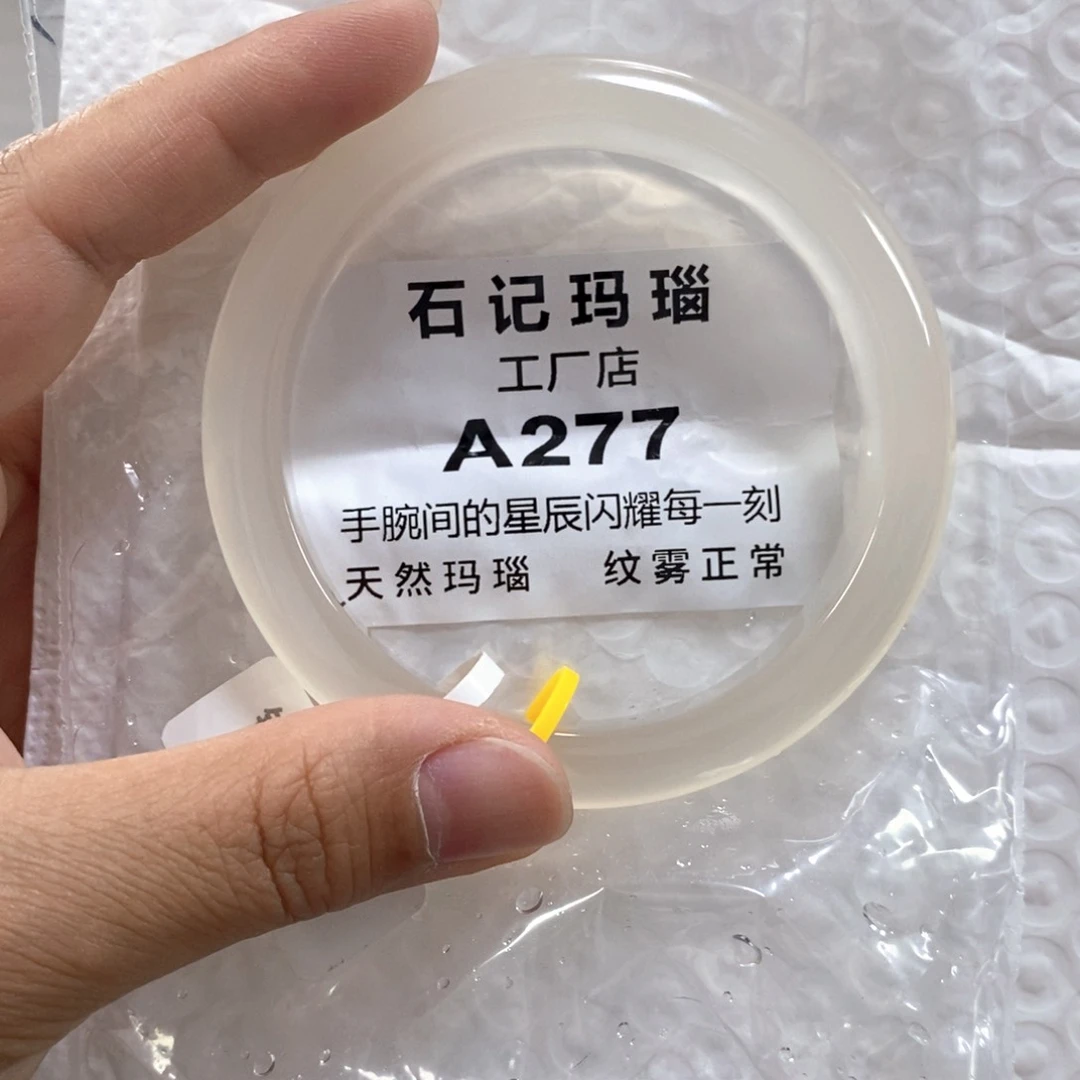 石记玛瑙
工厂店
A277
手腕间的星辰闪耀每一刻
天然玛瑙 纹雾正常